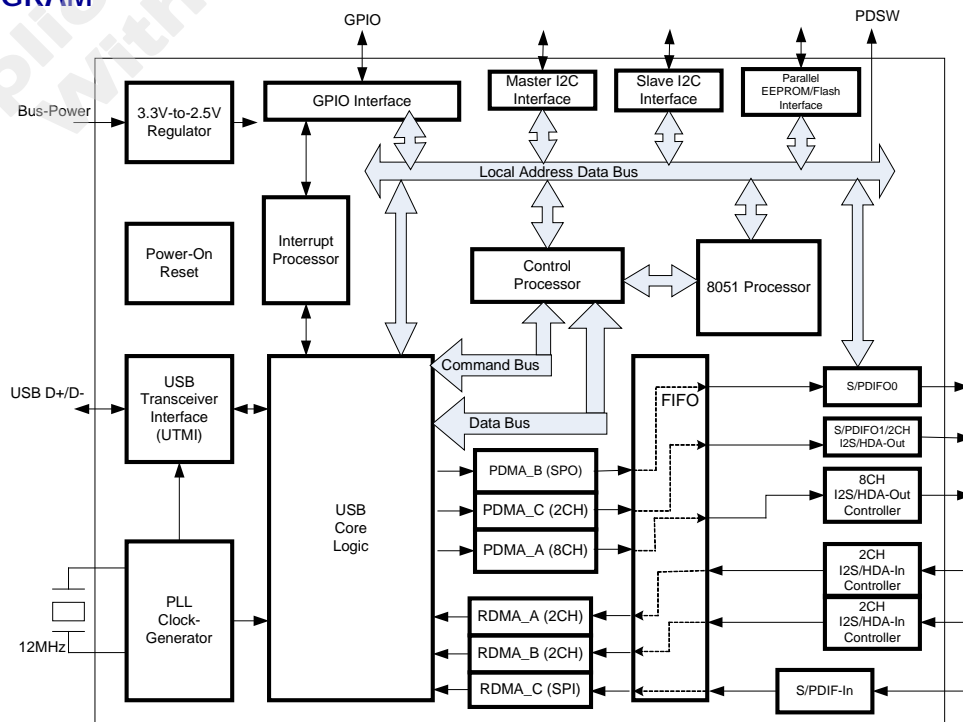 GPIO
PDSW
Bus-Power
3.3V-to-2.5V
Regulator
GPIO Interface
Master I2C
Interface
Slave I2C
Interface
Parallel
EEPROM/Flash
Interface
Local Address Data Bus
Power-On
Reset
Interrupt
Processor
Control
Processor
8051 Processor
USB D+/D-
USB
Transceiver
Interface
(UTMI)
Command Bus
Data Bus
FIFO
S/PDIFO0
S/PDIFO1/2CH
I2S/HDA-Out
8CH
I2S/HDA-Out
Controller
USB
Core
Logic
PDMA_B (SPO)
PDMA_C (2CH)
PDMA_A (8CH)
2CH
I2S/HDA-In
Controller
2CH
I2S/HDA-In
Controller
PLL
Clock-
Generator
12MHz
RDMA_A (2CH)
RDMA_B (2CH)
RDMA_C (SPI)
S/PDIF-In